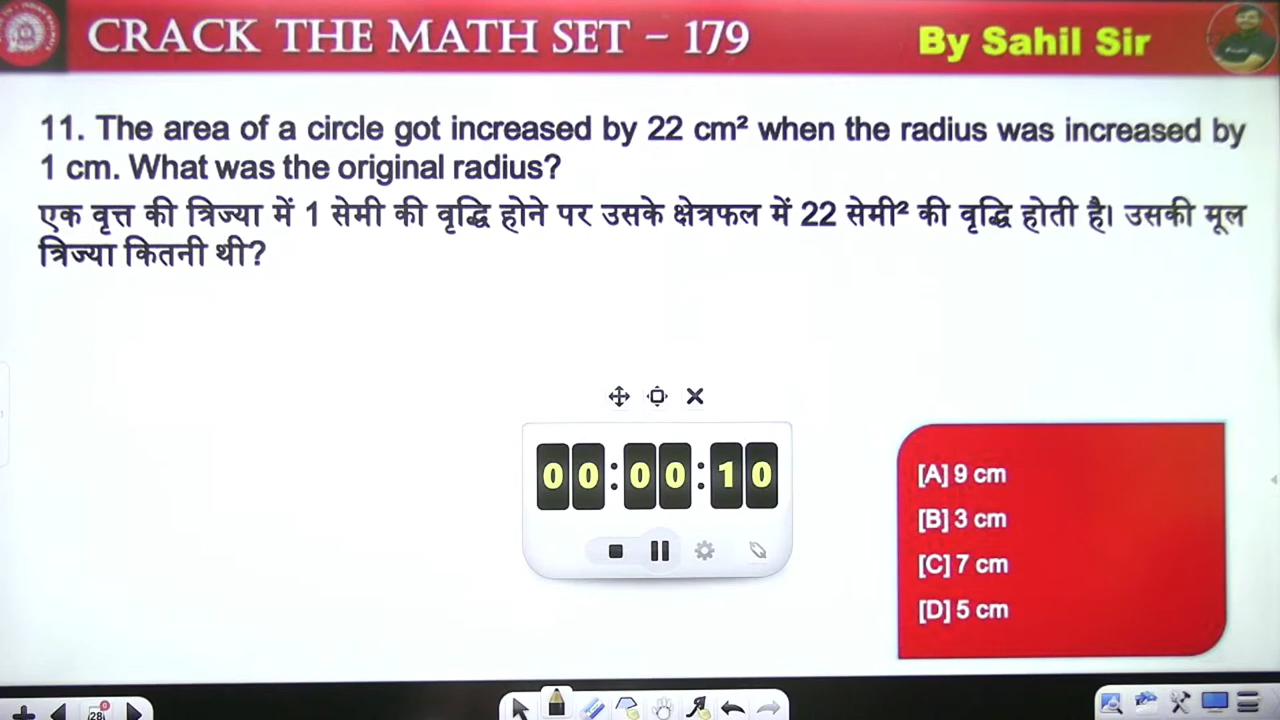 CRACK THE MATH SET – 179
By Sahil Sir
11. The area of a circle got increased by 22 cm² when the radius was increased by
1 cm. What was the original radius?
एक वृत्त की त्रिज्या में 1 सेमी की वृद्धि होने पर उसके क्षेत्रफल में 22 सेमी² की वृद्धि होती है। उसकी मूल
त्रिज्या कितनी थी?
00:00:10
[A] 9 cm
[B] 3 cm
[C] 7 cm
[D] 5 cm
28